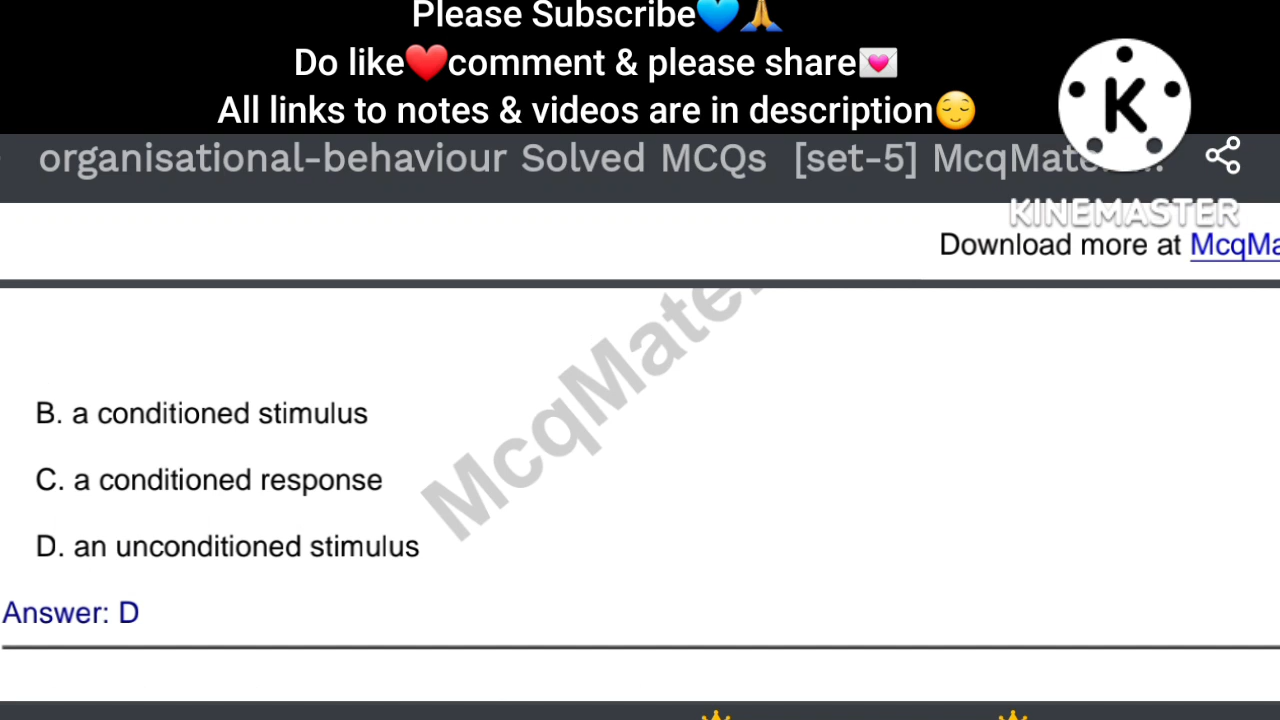 Please Subscribe💙🙏
Do like❤️comment & please share💌
All links to notes & videos are in description😌
K
organisational-behaviour Solved MCQs [set-5] McqMate
KINEMASTER
Download more at McqMa
McqMate
B. a conditioned stimulus
C. a conditioned response
D. an unconditioned stimulus
Answer: D